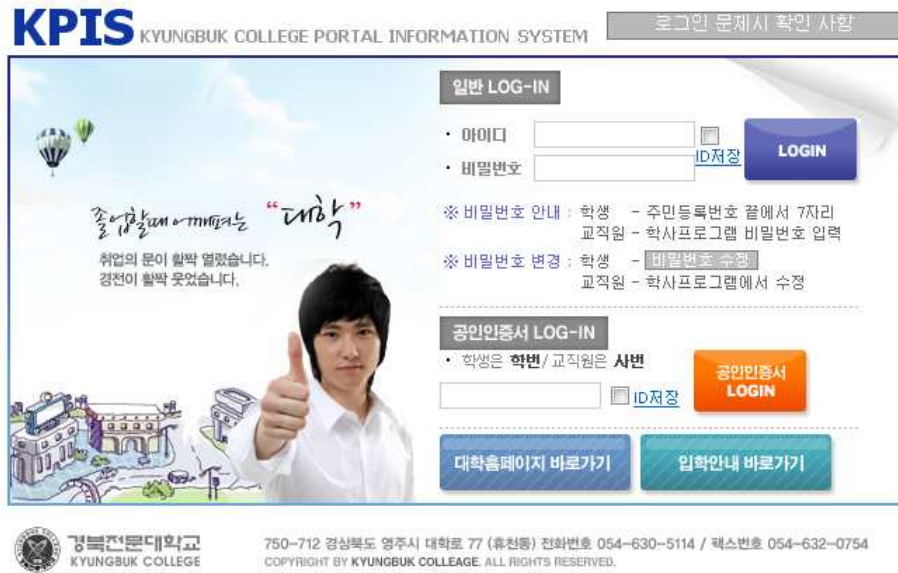 KPIS KYUNGBUK COLLEGE PORTAL INFORMATION SYSTEM
로그인 문제시 확인 사항
일반 LOG-IN
· 아이디
ID저장
· 비밀번호
LOGIN
※ 비밀번호 안내 : 학생 - 주민등록번호 끝에서 7자리
교직원 - 학사프로그램 비밀번호 입력
※ 비밀번호 변경 : 학생 - 비밀번호 수정
교직원 - 학사프로그램에서 수정
졸업할때 어깨펴는 “대학”
취업의 문이 활짝 열렸습니다.
경전이 활짝 웃었습니다.
공인인증서 LOG-IN
· 학생은 학번/ 교직원은 사번
ID저장
공인인증서
LOGIN
대학홈페이지 바로가기
입학안내 바로가기
경북전문대학교
KYUNGBUK COLLEGE
750-712 경상북도 영주시 대학로 77 (휴천동) 전화번호 054-630-5114 / 팩스번호 054-632-0754
COPYRIGHT BY KYUNGBUK COLLEAGE. ALL RIGHTS RESERVED.